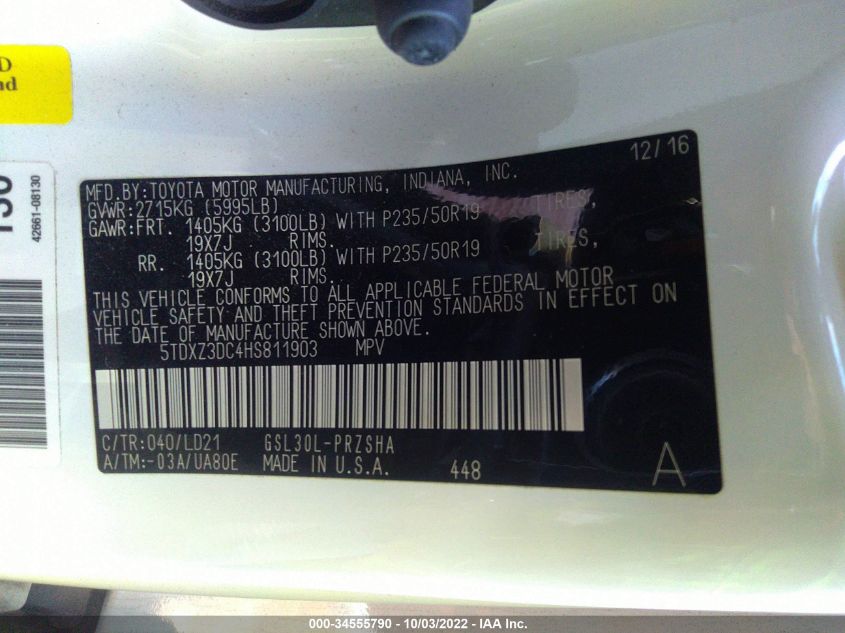 D
nd
130
42661-08130
12/16
MFD.BY:TOYOTA MOTOR MANUFACTURING, INDIANA, INC.
GVWR:2715KG (5995LB)
GAWR:FRT. 1405KG (3100LB) WITH P235/50R19 TIRES,
19X7J RIMS.
RR. 1405KG (3100LB) WITH P235/50R19 TIRES,
19X7J RIMS.
THIS VEHICLE CONFORMS TO ALL APPLICABLE FEDERAL MOTOR
VEHICLE SAFETY AND THEFT PREVENTION STANDARDS IN EFFECT ON
THE DATE OF MANUFACTURE SHOWN ABOVE.
5TDXZ3DC4HS811903 MPV
C/TR:040/LD21 GSL30L-PRZSHA
A/TM:-03A/UA80E MADE IN U.S.A. 448 A
000-34555790 - 10/03/2022 - IAA Inc.